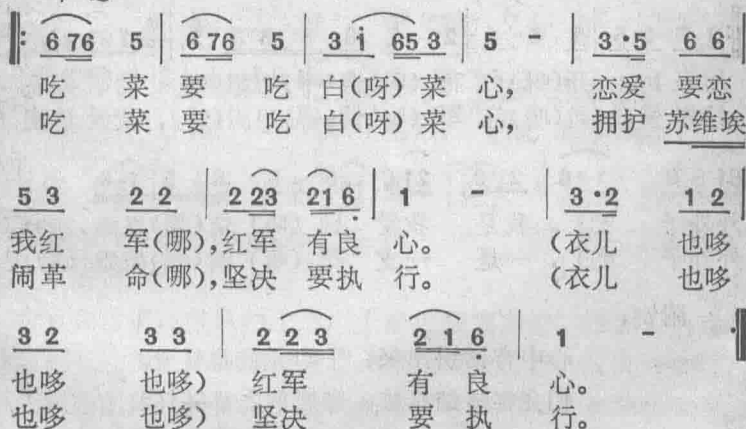 6 76 5 6 76 5 3 i 65 3 5 - 3·5 6 6
吃 菜 要 吃 白(呀) 菜 心, 恋爱 要恋
吃 菜 要 吃 白(呀) 菜 心, 拥护 苏维埃
5 3 2 2 2 23 21 6 1 - 3·2 1 2
我红 军(哪),红军 有良 心。 (衣儿 也哆
闹革 命(哪),坚决 要执 行。 (衣儿 也哆
3 2 3 3 2 2 3 2 1 6 1 -
也哆 也哆) 红军 有 良 心。
也哆 也哆) 坚决 要 执 行。